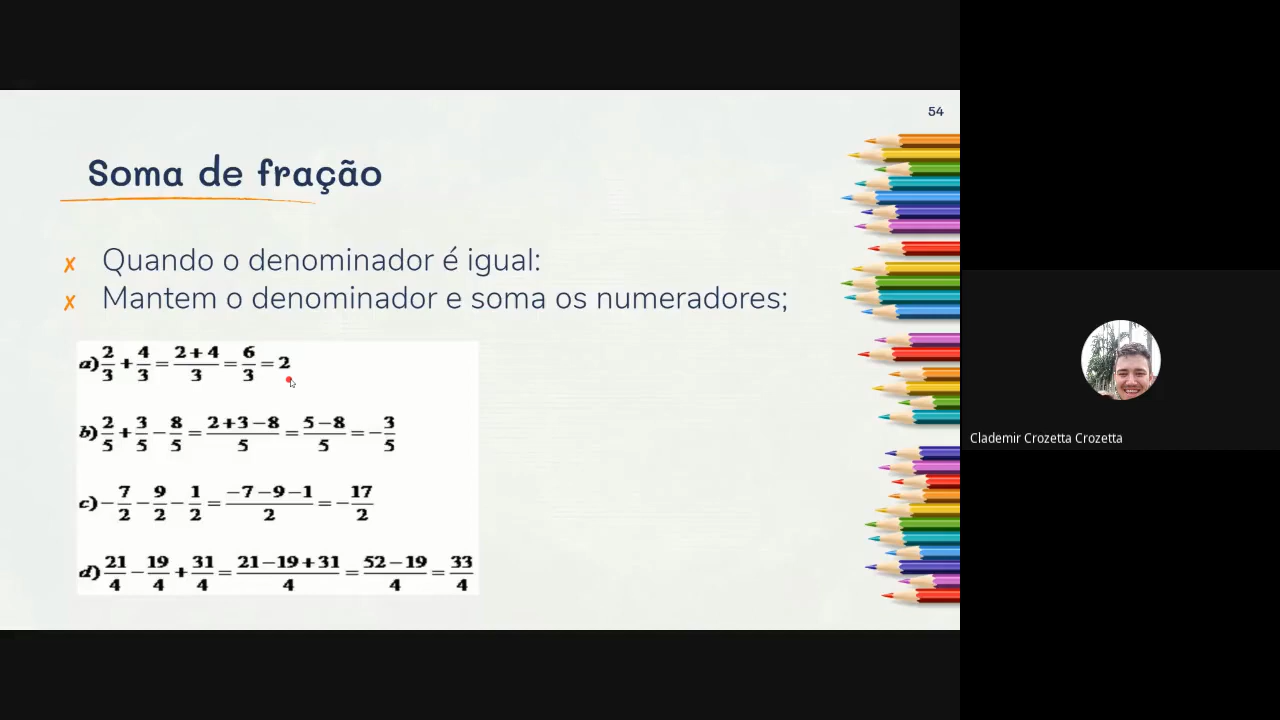 54
Soma de fração
✗ Quando o denominador é igual:
✗ Mantem o denominador e soma os numeradores;
a) 2/3 + 4/3 = (2+4)/3 = 6/3 = 2
b) 2/5 + 3/5 − 8/5 = (2+3−8)/5 = (5−8)/5 = −3/5
c) −7/2 − 9/2 − 1/2 = (−7−9−1)/2 = −17/2
d) 21/4 − 19/4 + 31/4 = (21−19+31)/4 = (52−19)/4 = 33/4
Clademir Crozetta Crozetta